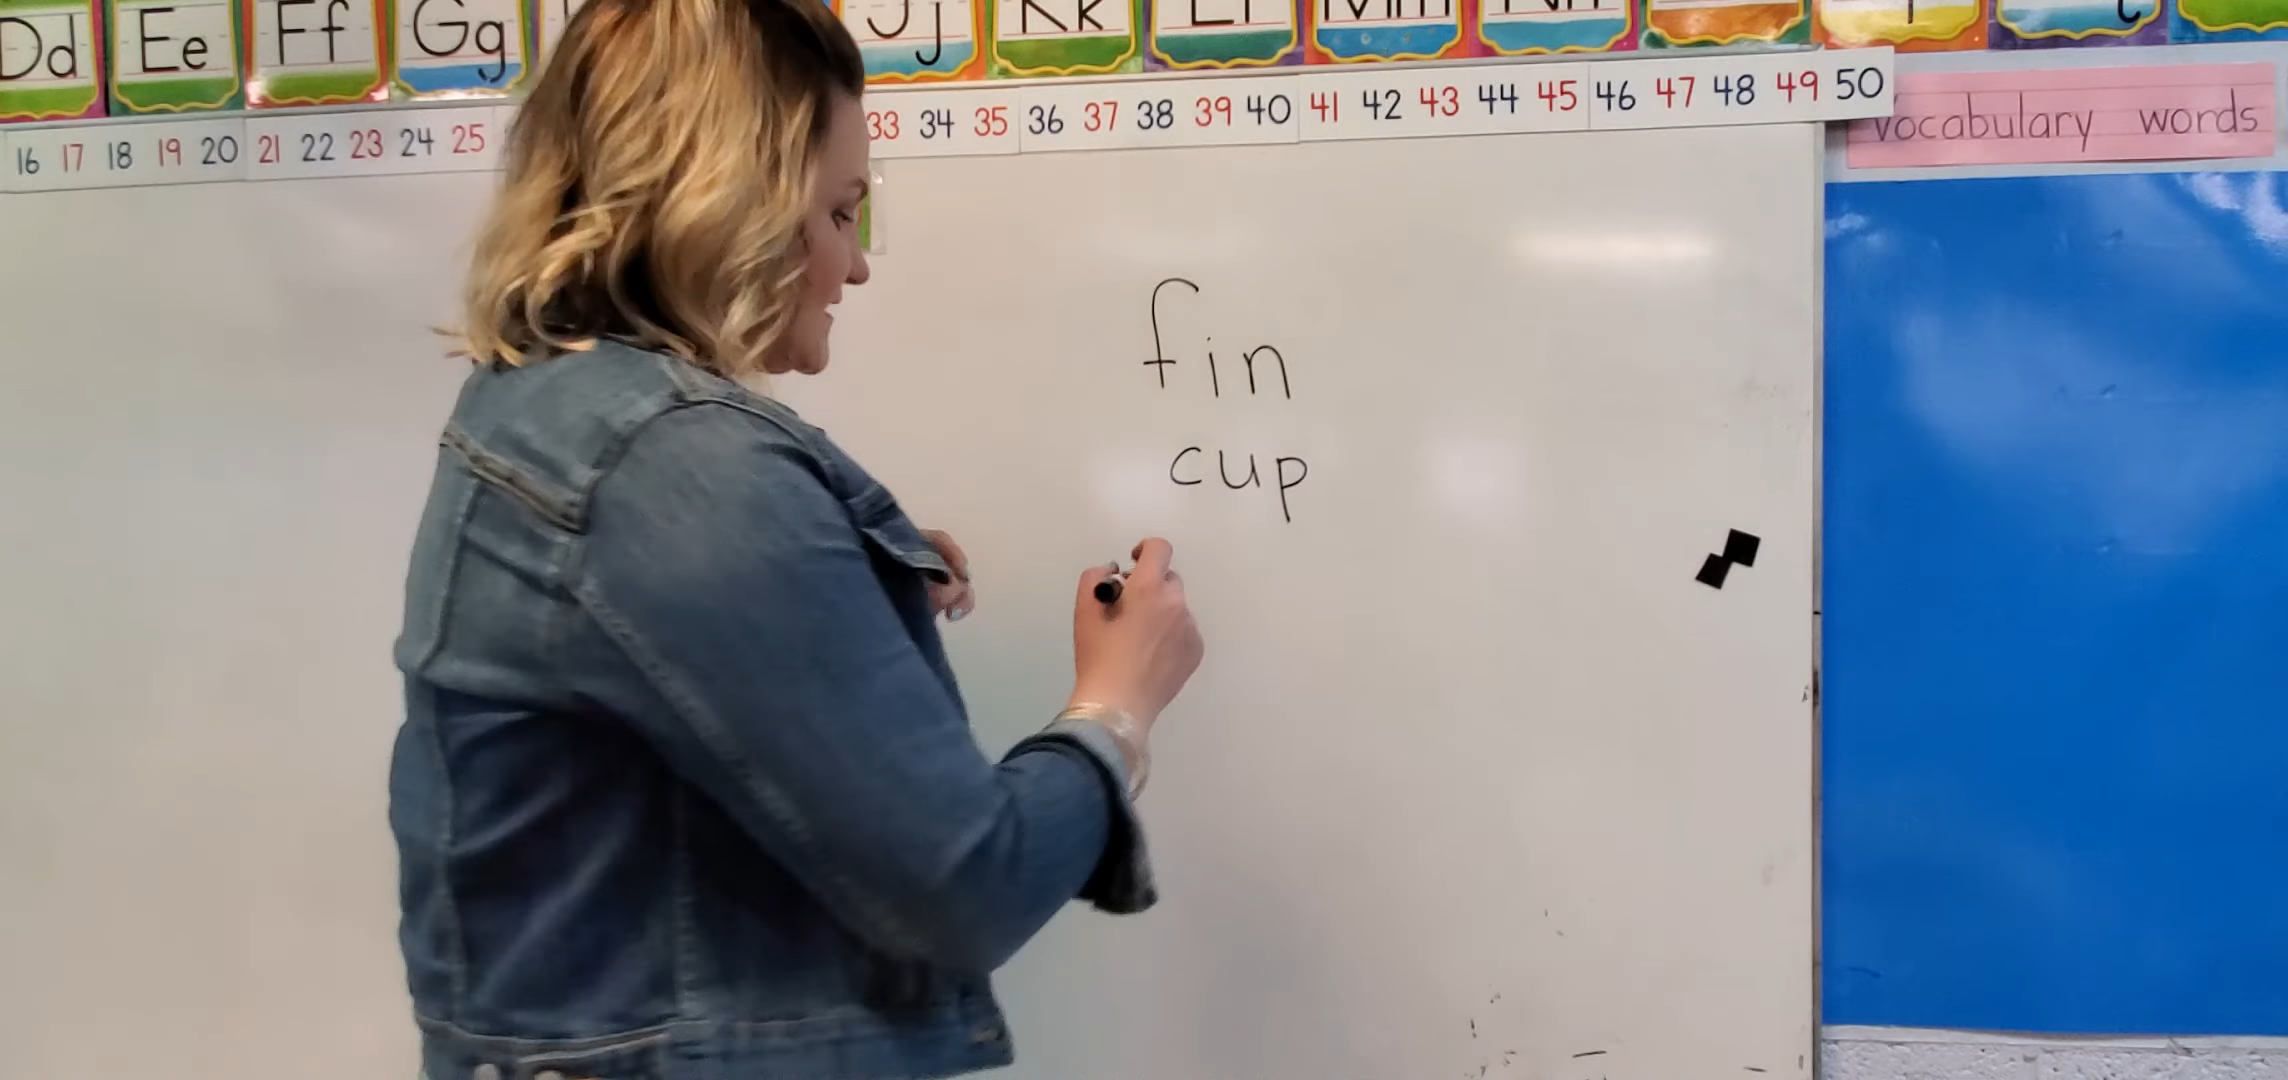 Dd Ee Ff Gg Jj Kk Ll Mm Nn
16 17 18 19 20 21 22 23 24 25 33 34 35 36 37 38 39 40 41 42 43 44 45 46 47 48 49 50
vocabulary words
fin
cup